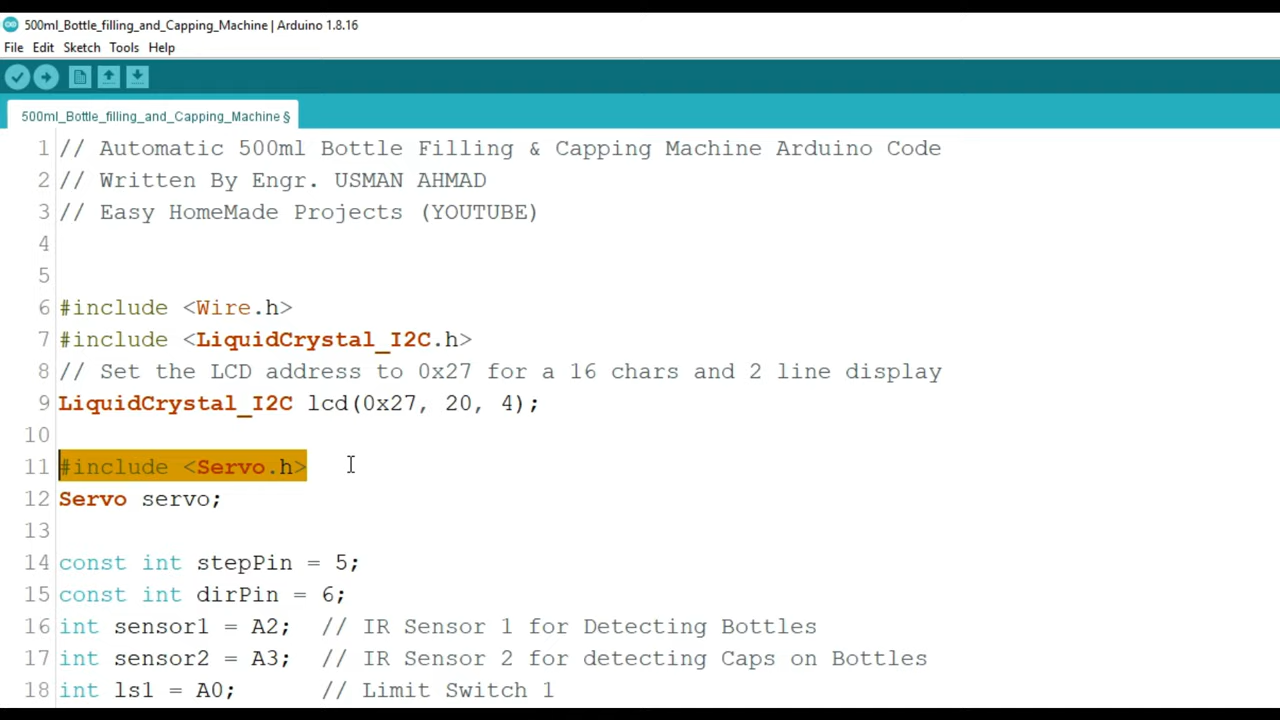 500ml_Bottle_filling_and_Capping_Machine | Arduino 1.8.16
File Edit Sketch Tools Help
500ml_Bottle_filling_and_Capping_Machine §
1 // Automatic 500ml Bottle Filling & Capping Machine Arduino Code
2 // Written By Engr. USMAN AHMAD
3 // Easy HomeMade Projects (YOUTUBE)
4
5
6 #include <Wire.h>
7 #include <LiquidCrystal_I2C.h>
8 // Set the LCD address to 0x27 for a 16 chars and 2 line display
9 LiquidCrystal_I2C lcd(0x27, 20, 4);
10
11 #include <Servo.h>
12 Servo servo;
13
14 const int stepPin = 5;
15 const int dirPin = 6;
16 int sensor1 = A2; // IR Sensor 1 for Detecting Bottles
17 int sensor2 = A3; // IR Sensor 2 for detecting Caps on Bottles
18 int ls1 = A0; // Limit Switch 1